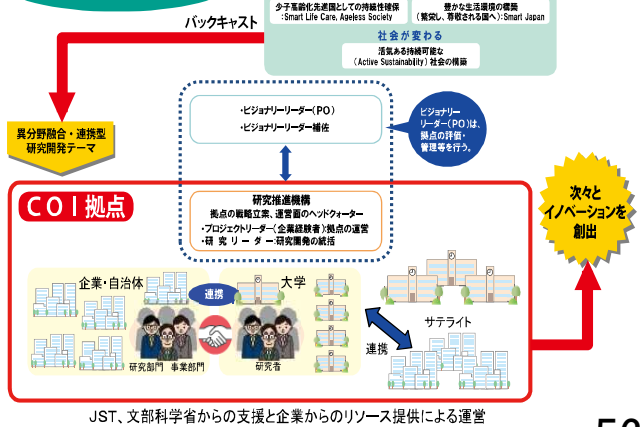 少子高齢化先進国としての持続性確保
:Smart Life Care, Ageless Society
豊かな生活環境の構築
(繁栄し、尊敬される国へ):Smart Japan
社会が変わる
活気ある持続可能な
(Active Sustainability) 社会の構築
バックキャスト
異分野融合・連携型
研究開発テーマ
・ビジョナリーリーダー(PO)
・ビジョナリーリーダー補佐
ビジョナリー
リーダー(PO)は、
拠点の評価・
管理等を行う。
COI拠点
研究推進機構
拠点の戦略立案、運営面のヘッドクォーター
・プロジェクトリーダー(企業経験者):拠点の運営
・研究リーダー:研究開発の統括
次々と
イノベーションを
創出
企業・自治体
連携
大学
研究部門 事業部門
研究者
連携
サテライト
JST、文部科学省からの支援と企業からのリソース提供による運営